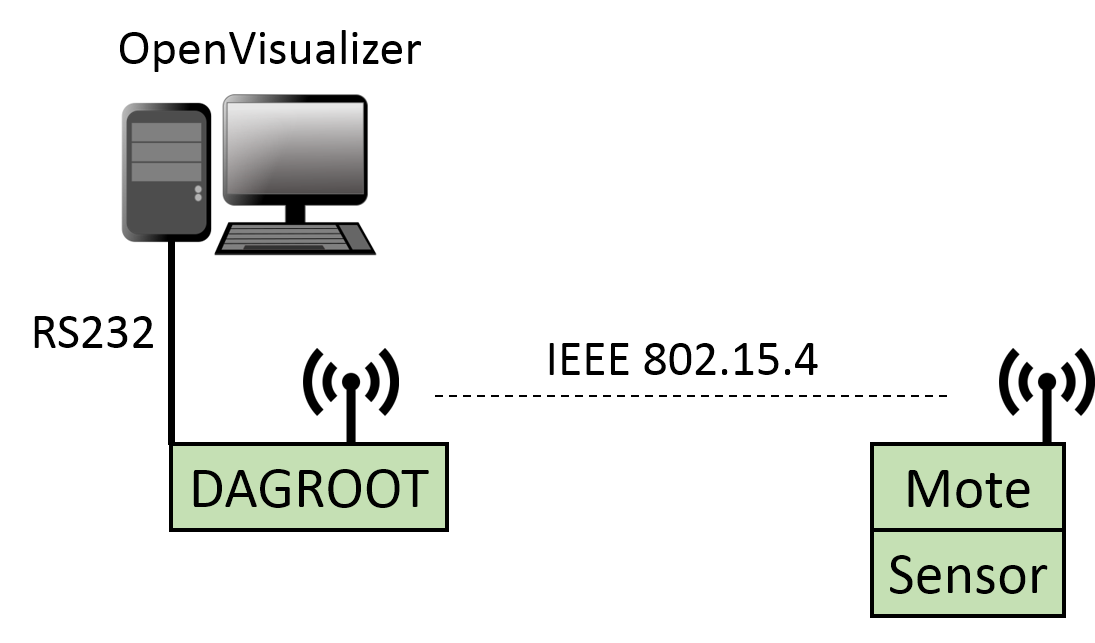 OpenVisualizer
RS232
IEEE 802.15.4
DAGROOT
Mote
Sensor